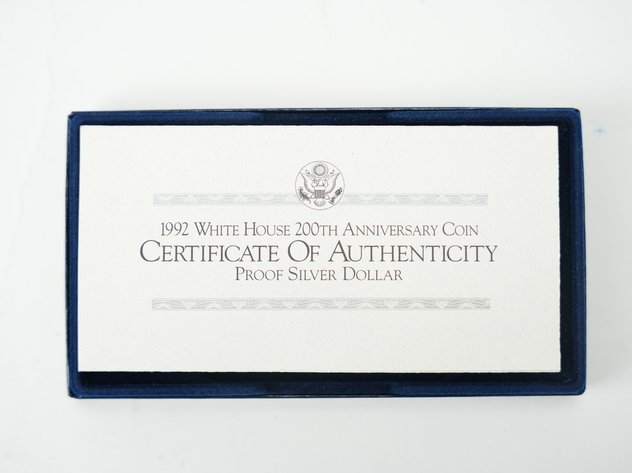 1992 White House 200th Anniversary Coin
Certificate Of Authenticity
Proof Silver Dollar